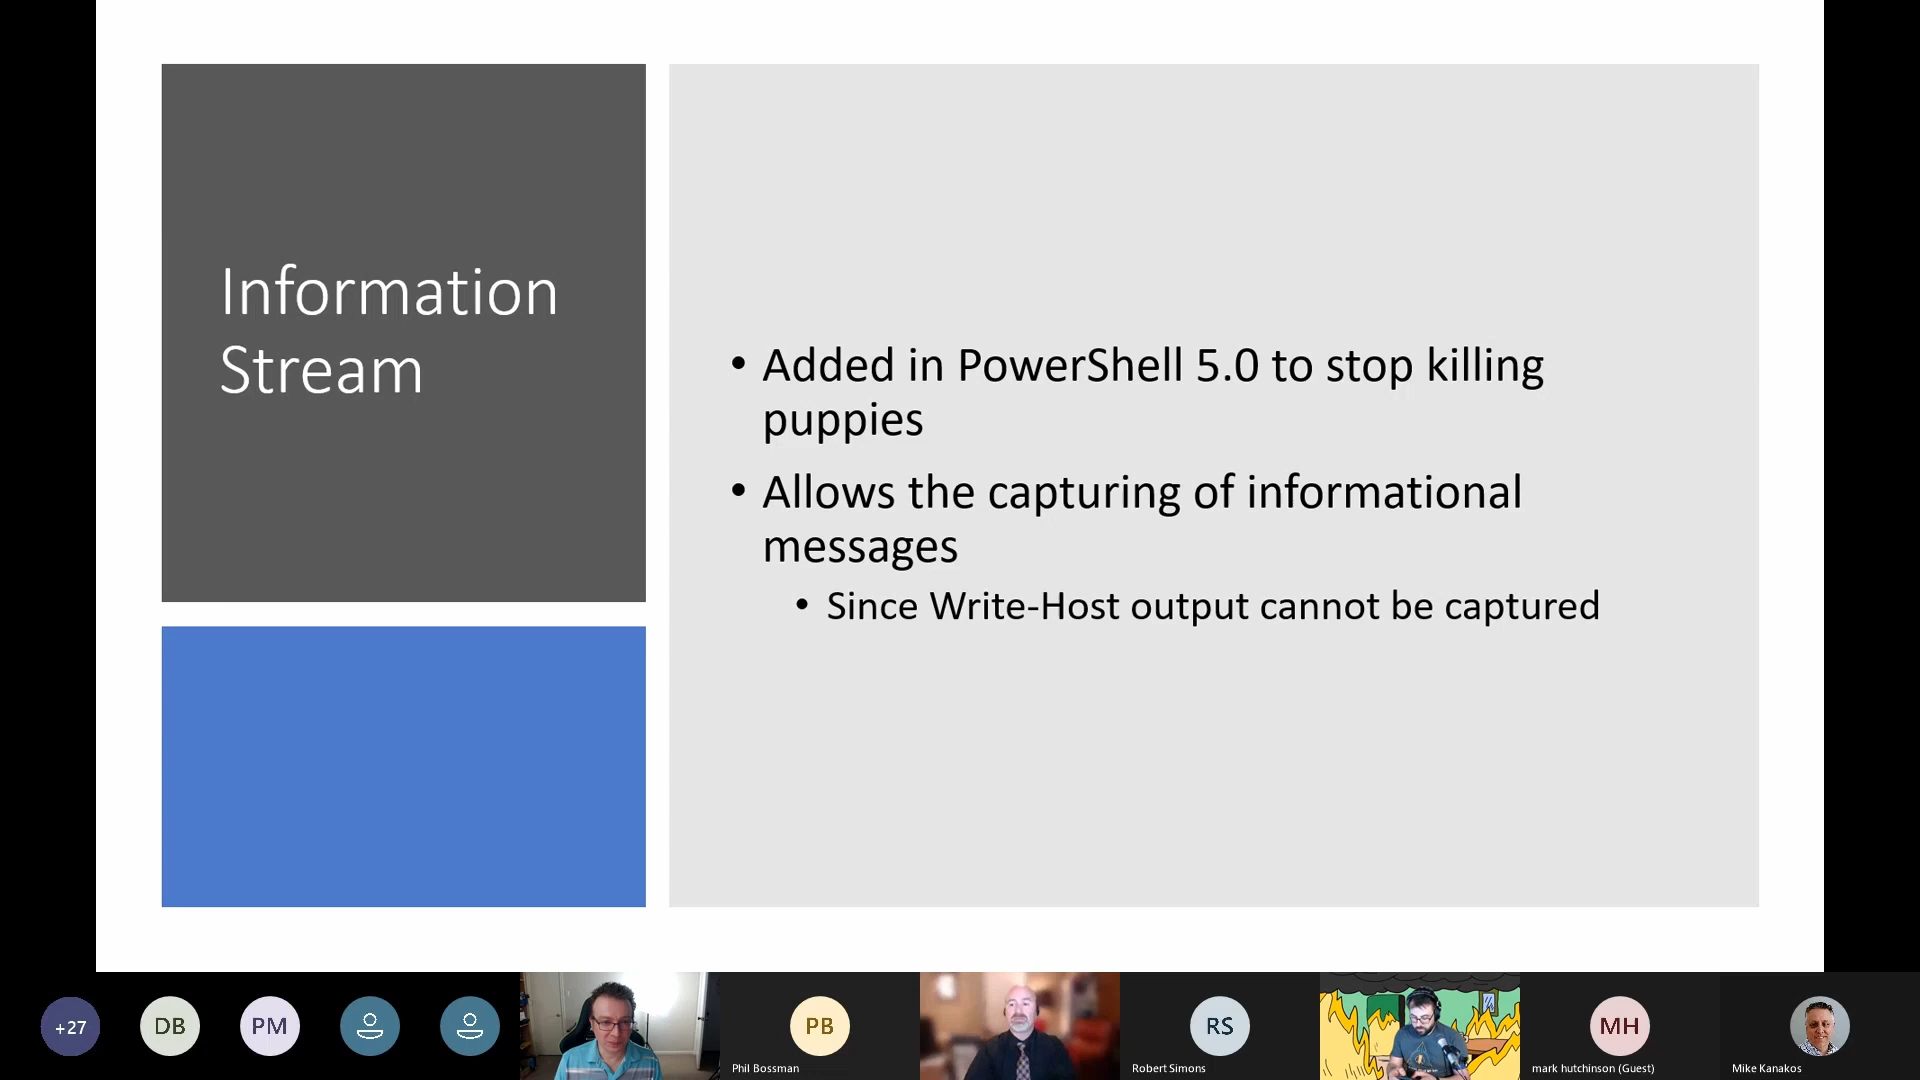 Information
Stream
• Added in PowerShell 5.0 to stop killing
puppies
• Allows the capturing of informational
messages
• Since Write-Host output cannot be captured
+27
DB
PM
PB
Phil Bossman
RS
Robert Simons
MH
mark hutchinson (Guest)
Mike Kanakos